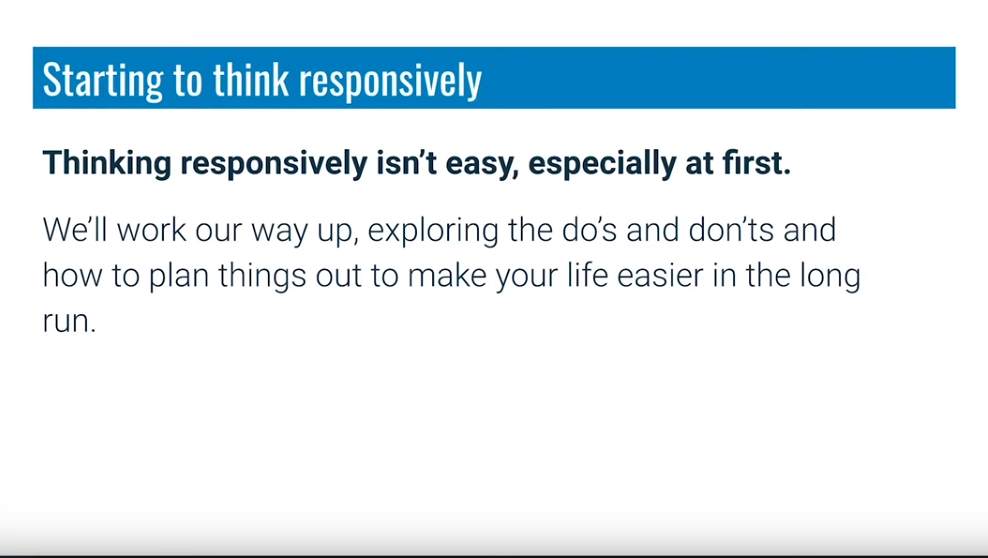 Starting to think responsively
Thinking responsively isn’t easy, especially at first.
We’ll work our way up, exploring the do’s and don’ts and
how to plan things out to make your life easier in the long
run.